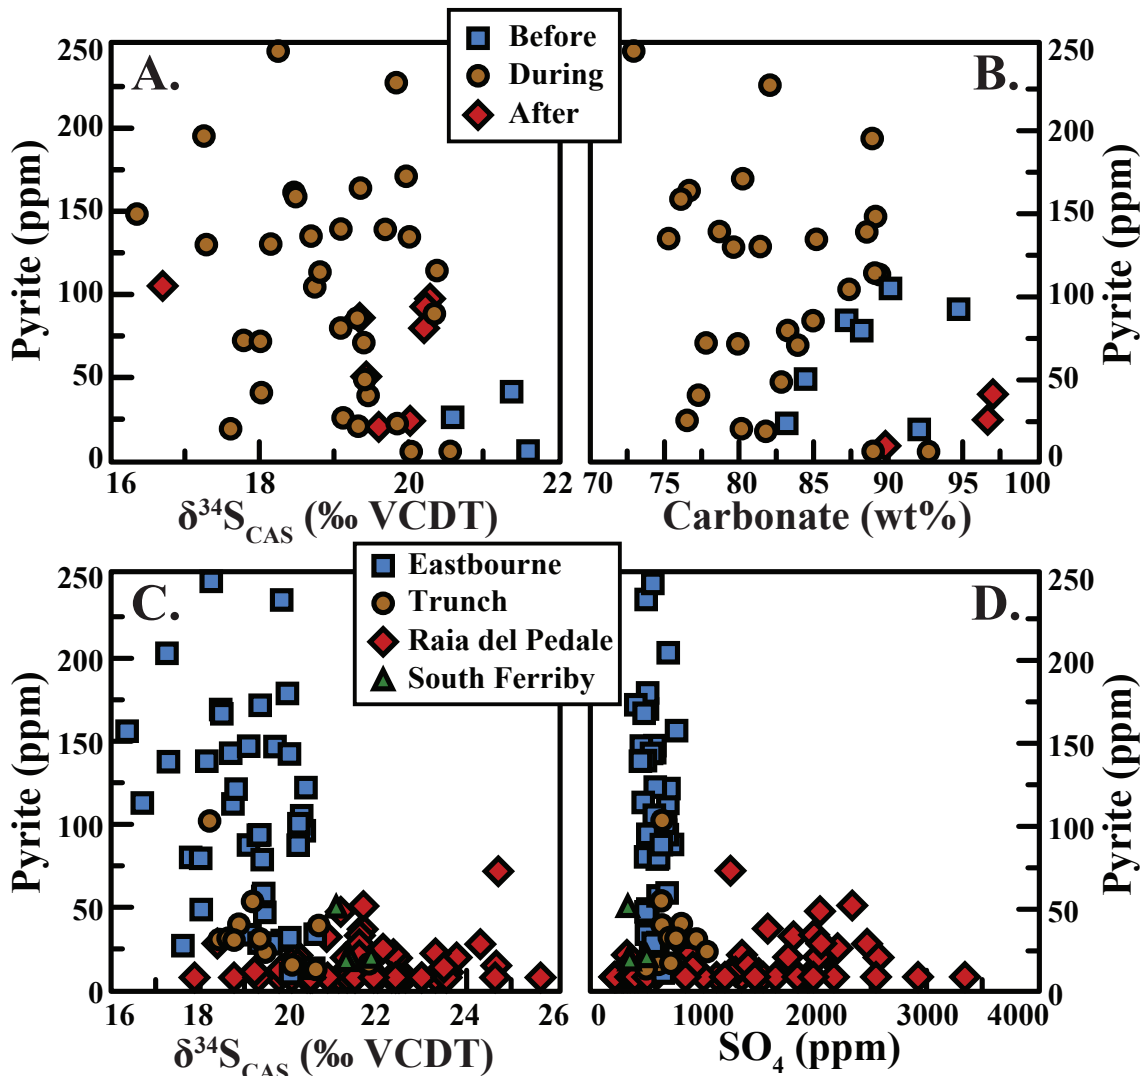 Before
During
After
A.
B.
250
200
150
100
50
0
Pyrite (ppm)
16 18 20 22
δ³⁴S_CAS (‰ VCDT)
250
200
150
100
50
0
Pyrite (ppm)
70 75 80 85 90 95 100
Carbonate (wt%)
Eastbourne
Trunch
Raia del Pedale
South Ferriby
C.
D.
250
200
150
100
50
0
Pyrite (ppm)
16 18 20 22 24 26
δ³⁴S_CAS (‰ VCDT)
250
200
150
100
50
0
Pyrite (ppm)
0 1000 2000 3000 4000
SO₄ (ppm)